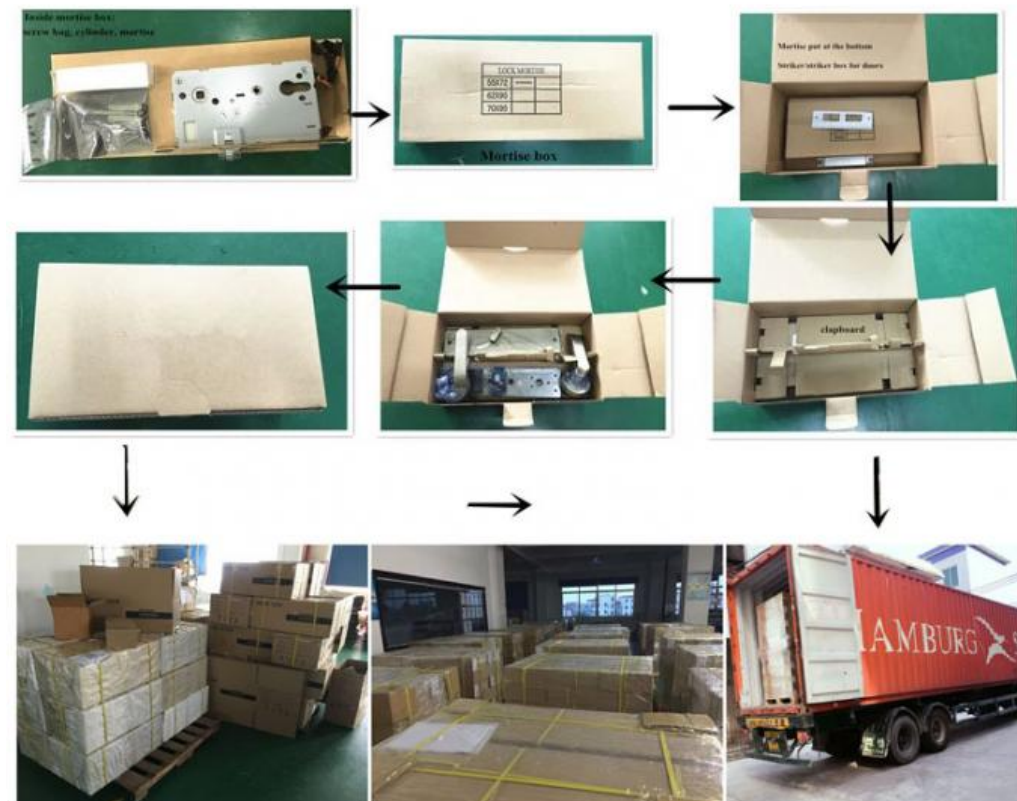 Inside mortise box:
screw bag, cylinder, mortise
LOCK MORTISE
55X72
62X90
70X90
Mortise box
Mortise put at the bottom
Striker/striker box for doors
clapboard
HAMBURG